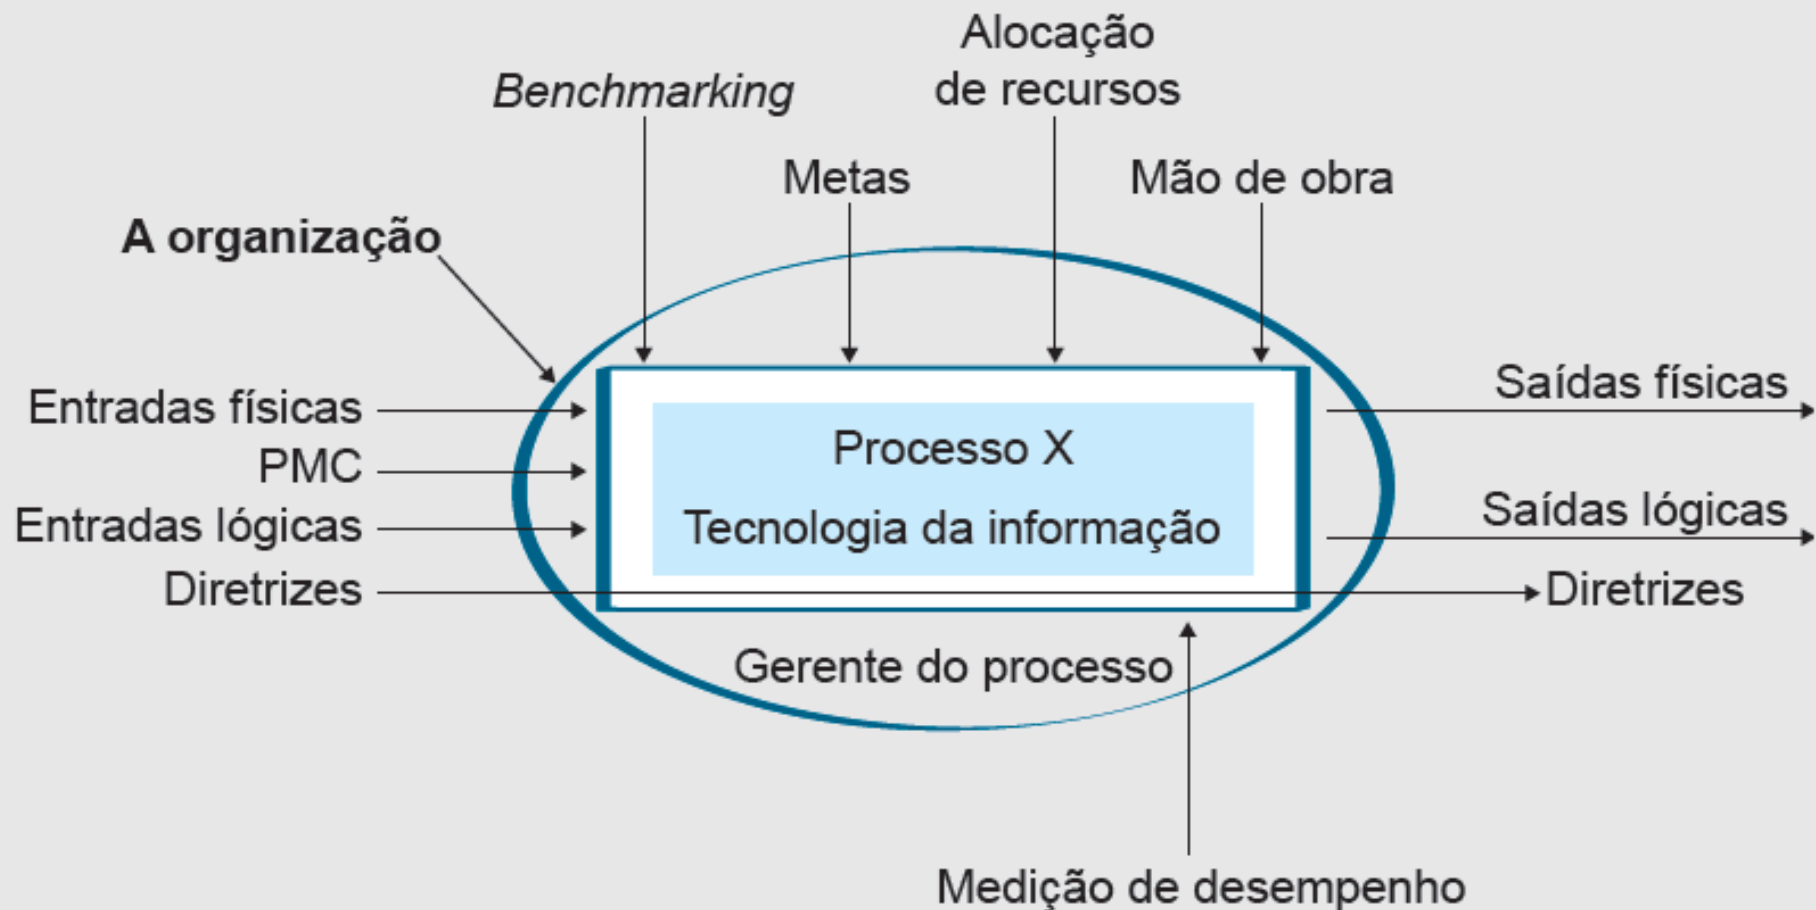 Alocação
de recursos
Benchmarking
Metas
Mão de obra
A organização
Entradas físicas
PMC
Entradas lógicas
Diretrizes
Processo X
Tecnologia da informação
Gerente do processo
Saídas físicas
Saídas lógicas
Diretrizes
Medição de desempenho